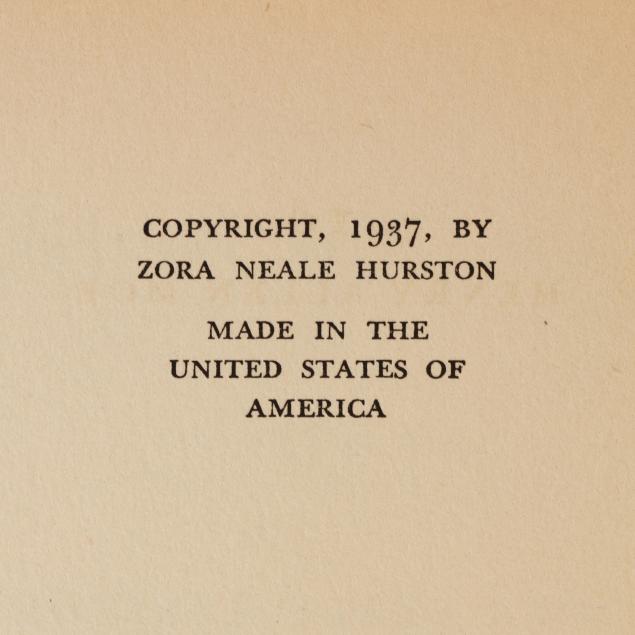 COPYRIGHT, 1937, BY
ZORA NEALE HURSTON
MADE IN THE
UNITED STATES OF
AMERICA